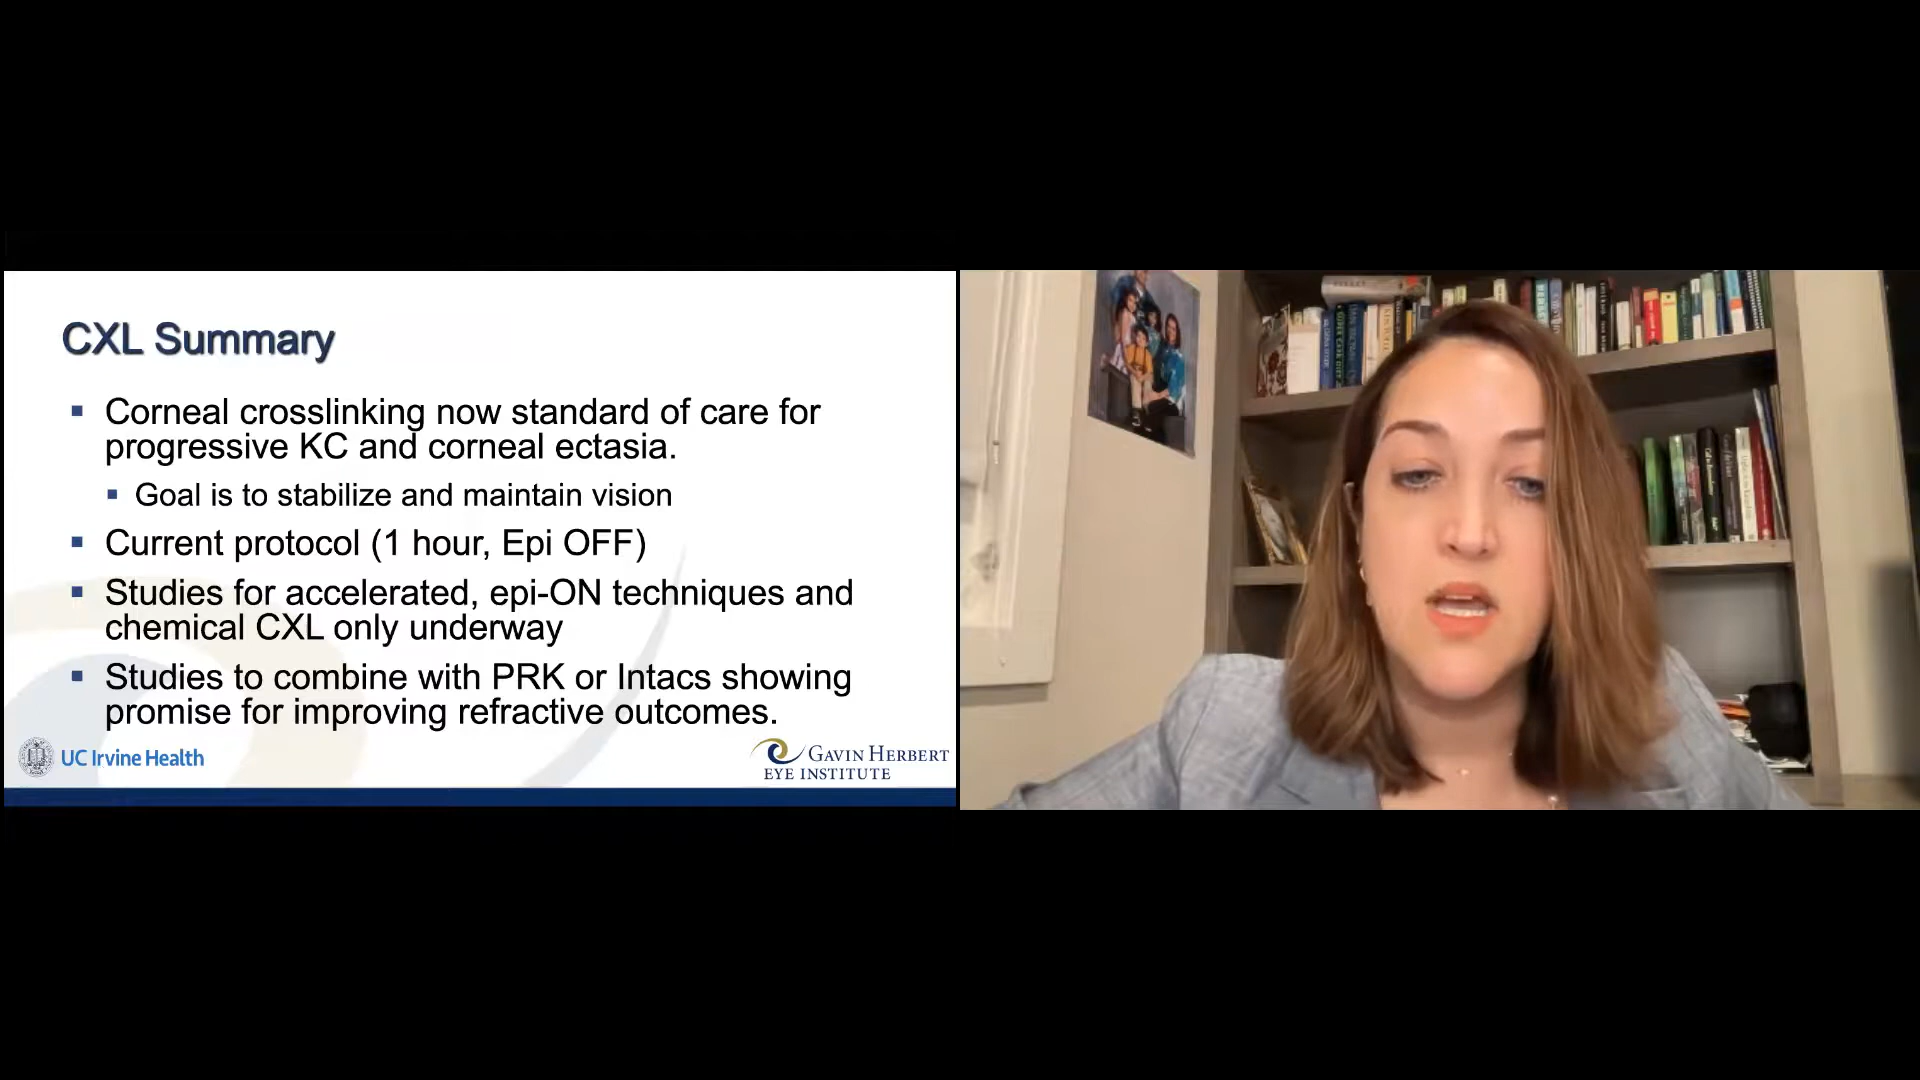 CXL Summary
Corneal crosslinking now standard of care for
progressive KC and corneal ectasia.
Goal is to stabilize and maintain vision
Current protocol (1 hour, Epi OFF)
Studies for accelerated, epi-ON techniques and
chemical CXL only underway
Studies to combine with PRK or Intacs showing
promise for improving refractive outcomes.
UC Irvine Health
GAVIN HERBERT
EYE INSTITUTE